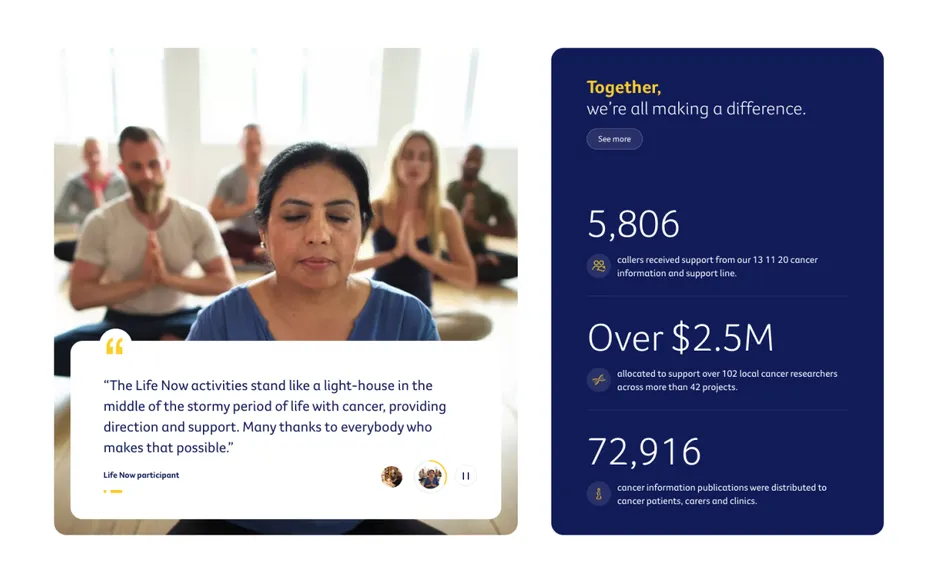 “The Life Now activities stand like a light-house in the
middle of the stormy period of life with cancer, providing
direction and support. Many thanks to everybody who
makes that possible.”
Life Now participant
Together,
we’re all making a difference.
See more
5,806
callers received support from our 13 11 20 cancer
information and support line.
Over $2.5M
allocated to support over 102 local cancer researchers
across more than 42 projects.
72,916
cancer information publications were distributed to
cancer patients, carers and clinics.